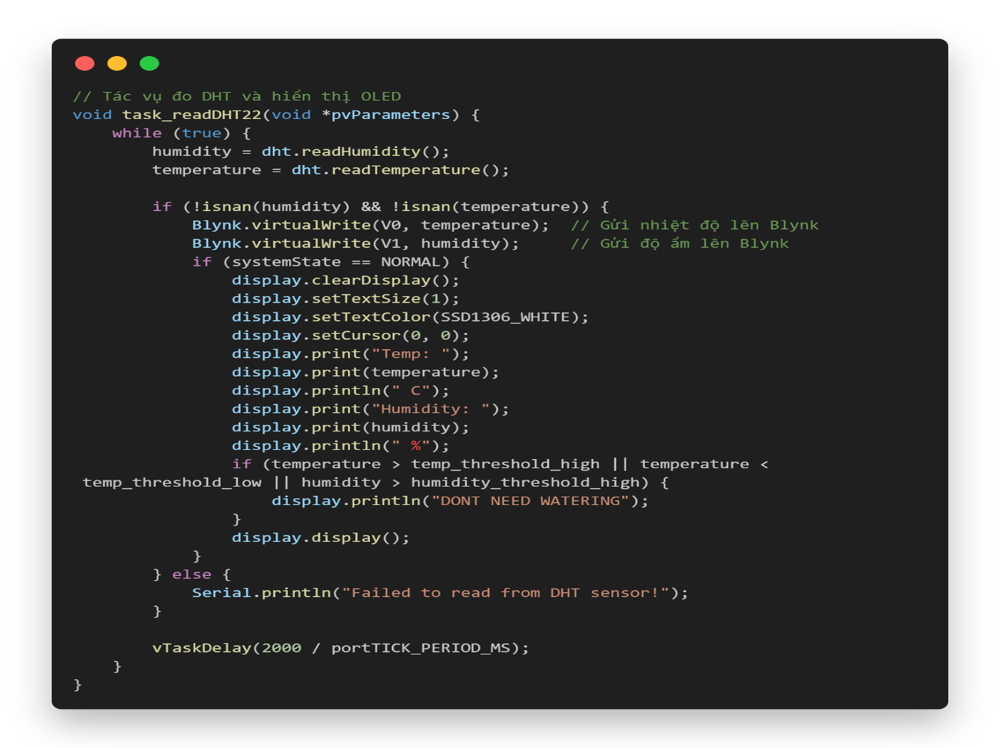 // Tác vụ đo DHT và hiển thị OLED
void task_readDHT22(void *pvParameters) {
    while (true) {
        humidity = dht.readHumidity();
        temperature = dht.readTemperature();

        if (!isnan(humidity) && !isnan(temperature)) {
            Blynk.virtualWrite(V0, temperature);  // Gửi nhiệt độ lên Blynk
            Blynk.virtualWrite(V1, humidity);     // Gửi độ ẩm lên Blynk
            if (systemState == NORMAL) {
                display.clearDisplay();
                display.setTextSize(1);
                display.setTextColor(SSD1306_WHITE);
                display.setCursor(0, 0);
                display.print("Temp: ");
                display.print(temperature);
                display.println(" C");
                display.print("Humidity: ");
                display.print(humidity);
                display.println(" %");
                if (temperature > temp_threshold_high || temperature <
 temp_threshold_low || humidity > humidity_threshold_high) {
                    display.println("DONT NEED WATERING");
                }
                display.display();
            }
        } else {
            Serial.println("Failed to read from DHT sensor!");
        }

        vTaskDelay(2000 / portTICK_PERIOD_MS);
    }
}